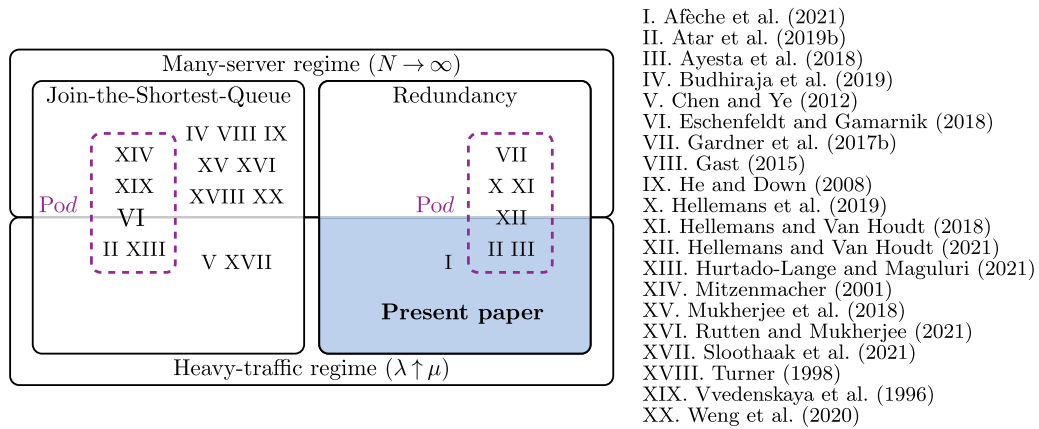 Many-server regime (N → ∞)
Join-the-Shortest-Queue
Redundancy
IV VIII IX
XV XVI
XVIII XX
XIV
XIX
VI
II XIII
Pod
V XVII
VII
X XI
XII
II III
Pod
I
Present paper
Heavy-traffic regime (λ ↑ μ)
I. Afèche et al. (2021)
II. Atar et al. (2019b)
III. Ayesta et al. (2018)
IV. Budhiraja et al. (2019)
V. Chen and Ye (2012)
VI. Eschenfeldt and Gamarnik (2018)
VII. Gardner et al. (2017b)
VIII. Gast (2015)
IX. He and Down (2008)
X. Hellemans et al. (2019)
XI. Hellemans and Van Houdt (2018)
XII. Hellemans and Van Houdt (2021)
XIII. Hurtado-Lange and Maguluri (2021)
XIV. Mitzenmacher (2001)
XV. Mukherjee et al. (2018)
XVI. Rutten and Mukherjee (2021)
XVII. Sloothaak et al. (2021)
XVIII. Turner (1998)
XIX. Vvedenskaya et al. (1996)
XX. Weng et al. (2020)